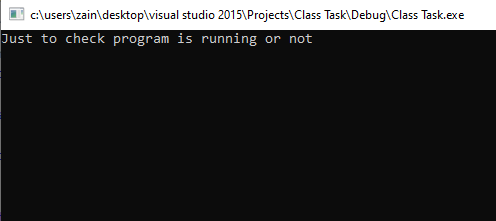 c:\users\zain\desktop\visual studio 2015\Projects\Class Task\Debug\Class Task.exe
Just to check program is running or not